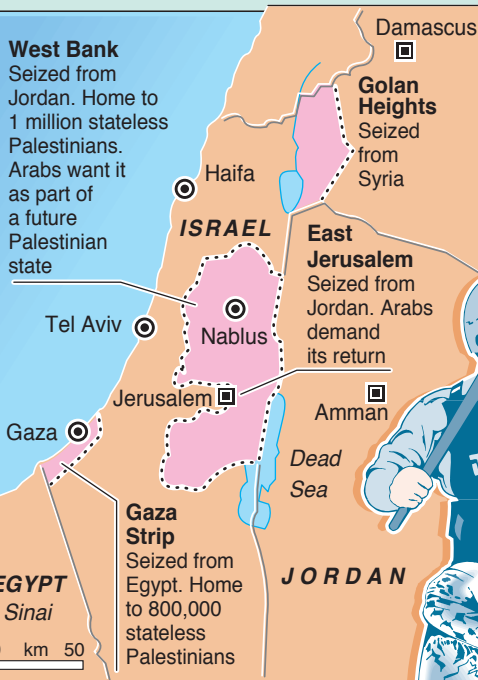 Damascus
West Bank
Seized from
Jordan. Home to
1 million stateless
Palestinians.
Arabs want it
as part of
a future
Palestinian
state
Golan
Heights
Seized
from
Syria
Haifa
ISRAEL
East
Jerusalem
Seized from
Jordan. Arabs
demand
its return
Tel Aviv
Nablus
Jerusalem
Amman
Gaza
Dead
Sea
Gaza
Strip
Seized from
Egypt. Home
to 800,000
stateless
Palestinians
JORDAN
EGYPT
Sinai
km 50